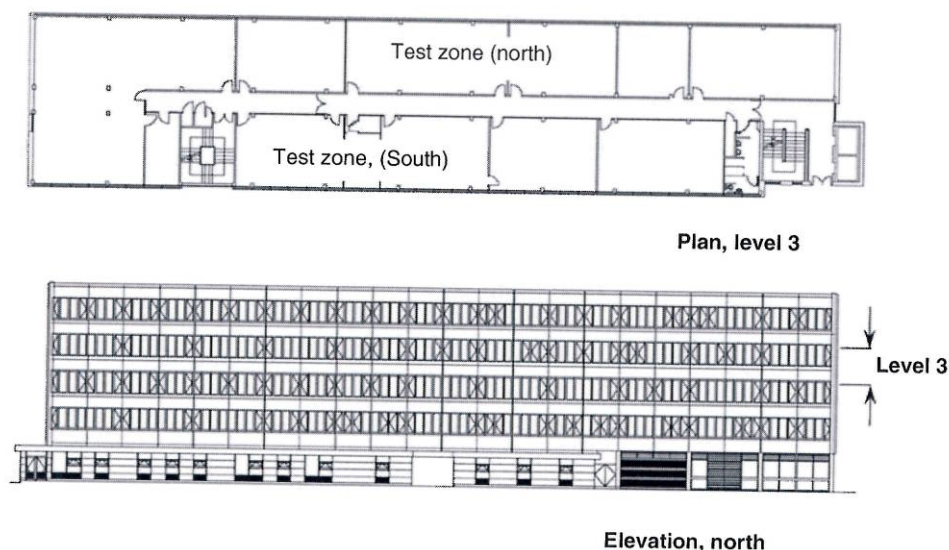 Test zone (north)
Test zone, (South)
Plan, level 3
Level 3
Elevation, north